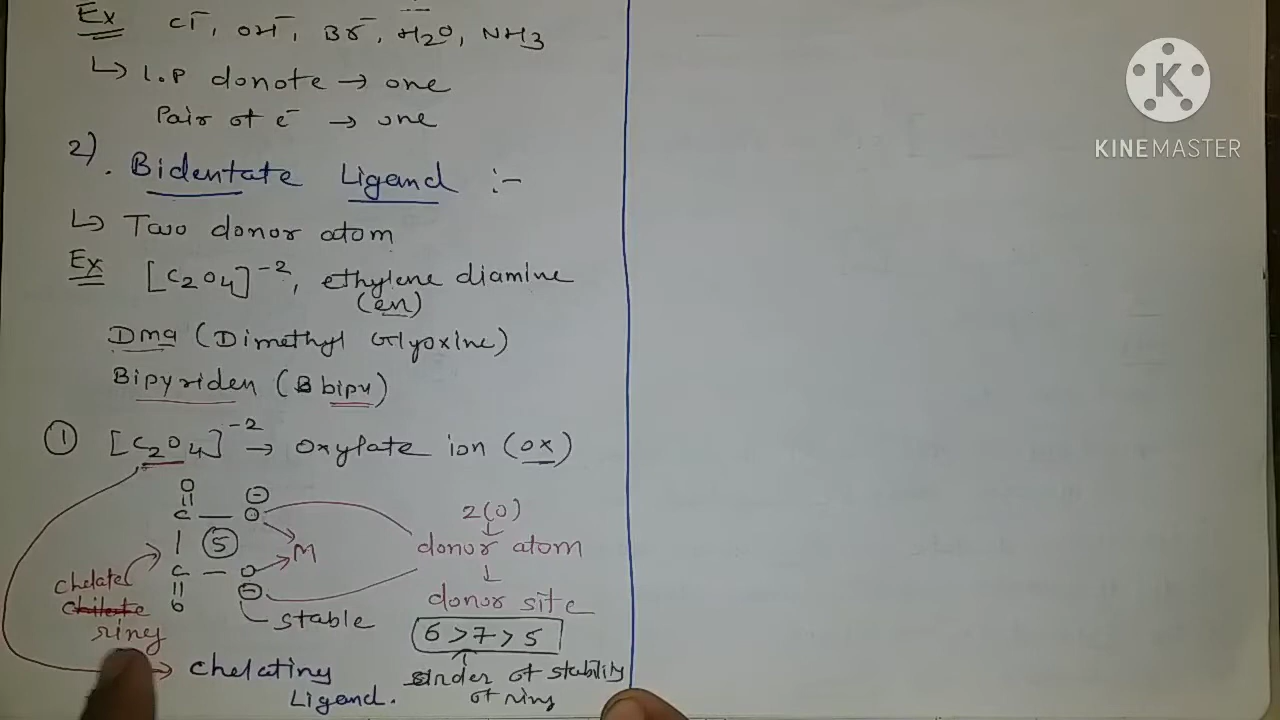 Ex Cl⁻, OH⁻, Br⁻, H2O, NH3
↳ l.p donote → one
Pair of e⁻ → one
2). Bidentate Ligand :-
↳ Two donor atom
Ex [C2O4]⁻², ethylene diamine
(en)
Dmg (Dimethyl Glyoxine)
Bipyriden (B bipy)
① [C2O4]⁻² → Oxylate ion (ox)
O ⊖
C — O 2(O)
⑤ M donor atom
C — O
chelate O ⊖ donor site
ring stable 6 > 7 > 5
chelating order of stability
Ligand. of ring
K
KINEMASTER